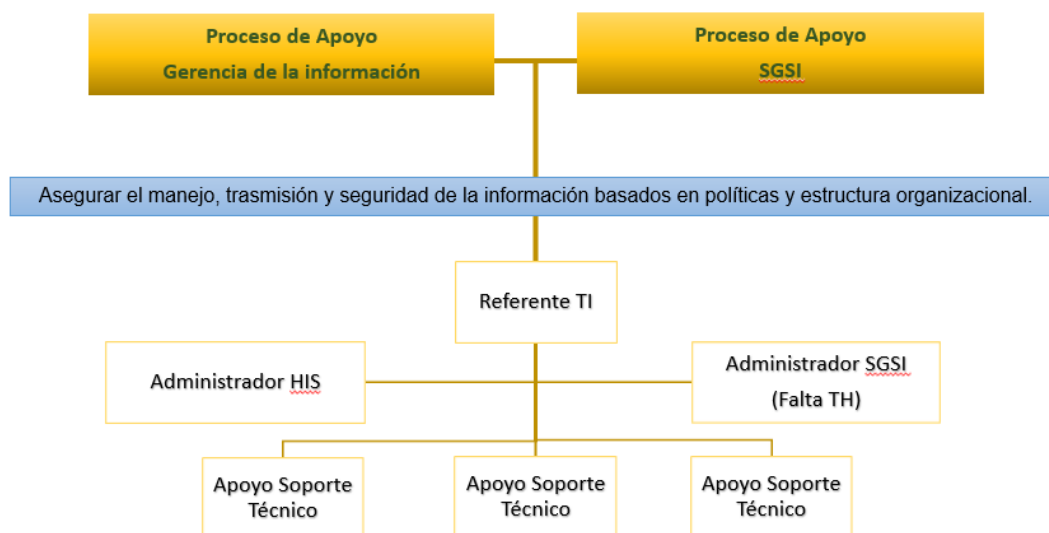 Proceso de Apoyo
Gerencia de la información
Proceso de Apoyo
SGSI
Asegurar el manejo, trasmisión y seguridad de la información basados en políticas y estructura organizacional.
Referente TI
Administrador HIS
Administrador SGSI
(Falta TH)
Apoyo Soporte
Técnico
Apoyo Soporte
Técnico
Apoyo Soporte
Técnico